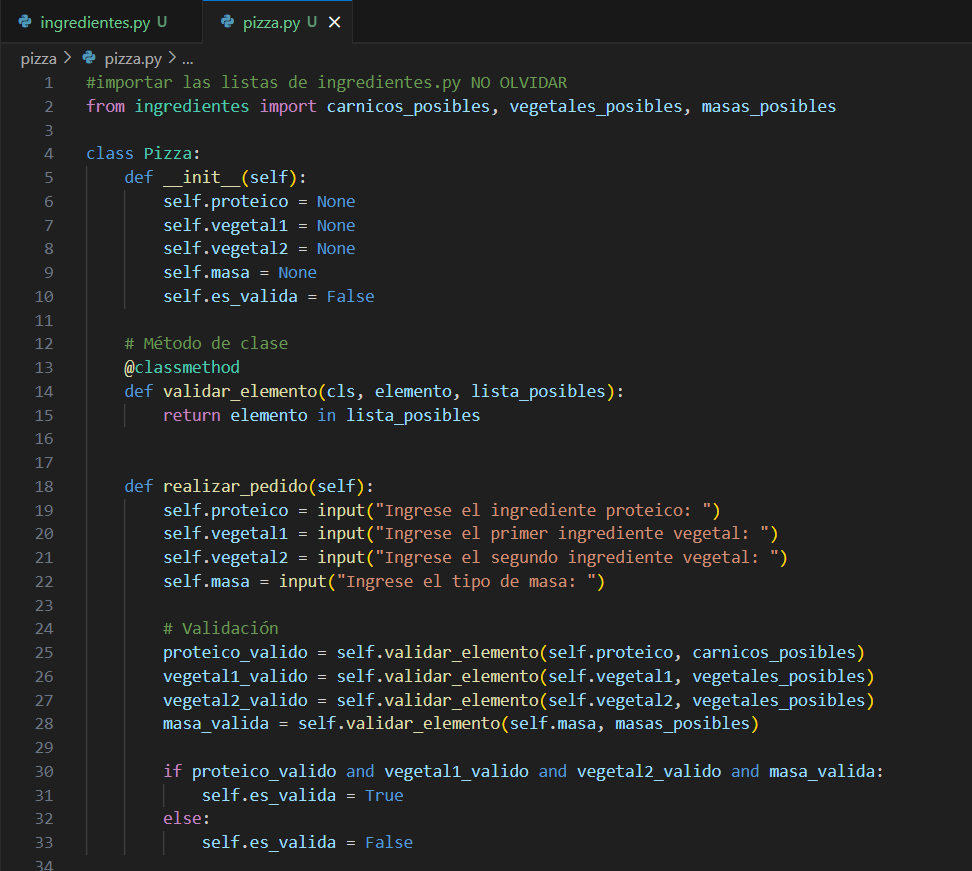 ingredientes.py U
pizza.py U
pizza > pizza.py > ...
1 #importar las listas de ingredientes.py NO OLVIDAR
2 from ingredientes import carnicos_posibles, vegetales_posibles, masas_posibles
3
4 class Pizza:
5     def __init__(self):
6         self.proteico = None
7         self.vegetal1 = None
8         self.vegetal2 = None
9         self.masa = None
10         self.es_valida = False
11
12     # Método de clase
13     @classmethod
14     def validar_elemento(cls, elemento, lista_posibles):
15         return elemento in lista_posibles
16
17
18     def realizar_pedido(self):
19         self.proteico = input("Ingrese el ingrediente proteico: ")
20         self.vegetal1 = input("Ingrese el primer ingrediente vegetal: ")
21         self.vegetal2 = input("Ingrese el segundo ingrediente vegetal: ")
22         self.masa = input("Ingrese el tipo de masa: ")
23
24         # Validación
25         proteico_valido = self.validar_elemento(self.proteico, carnicos_posibles)
26         vegetal1_valido = self.validar_elemento(self.vegetal1, vegetales_posibles)
27         vegetal2_valido = self.validar_elemento(self.vegetal2, vegetales_posibles)
28         masa_valida = self.validar_elemento(self.masa, masas_posibles)
29
30         if proteico_valido and vegetal1_valido and vegetal2_valido and masa_valida:
31             self.es_valida = True
32         else:
33             self.es_valida = False
34